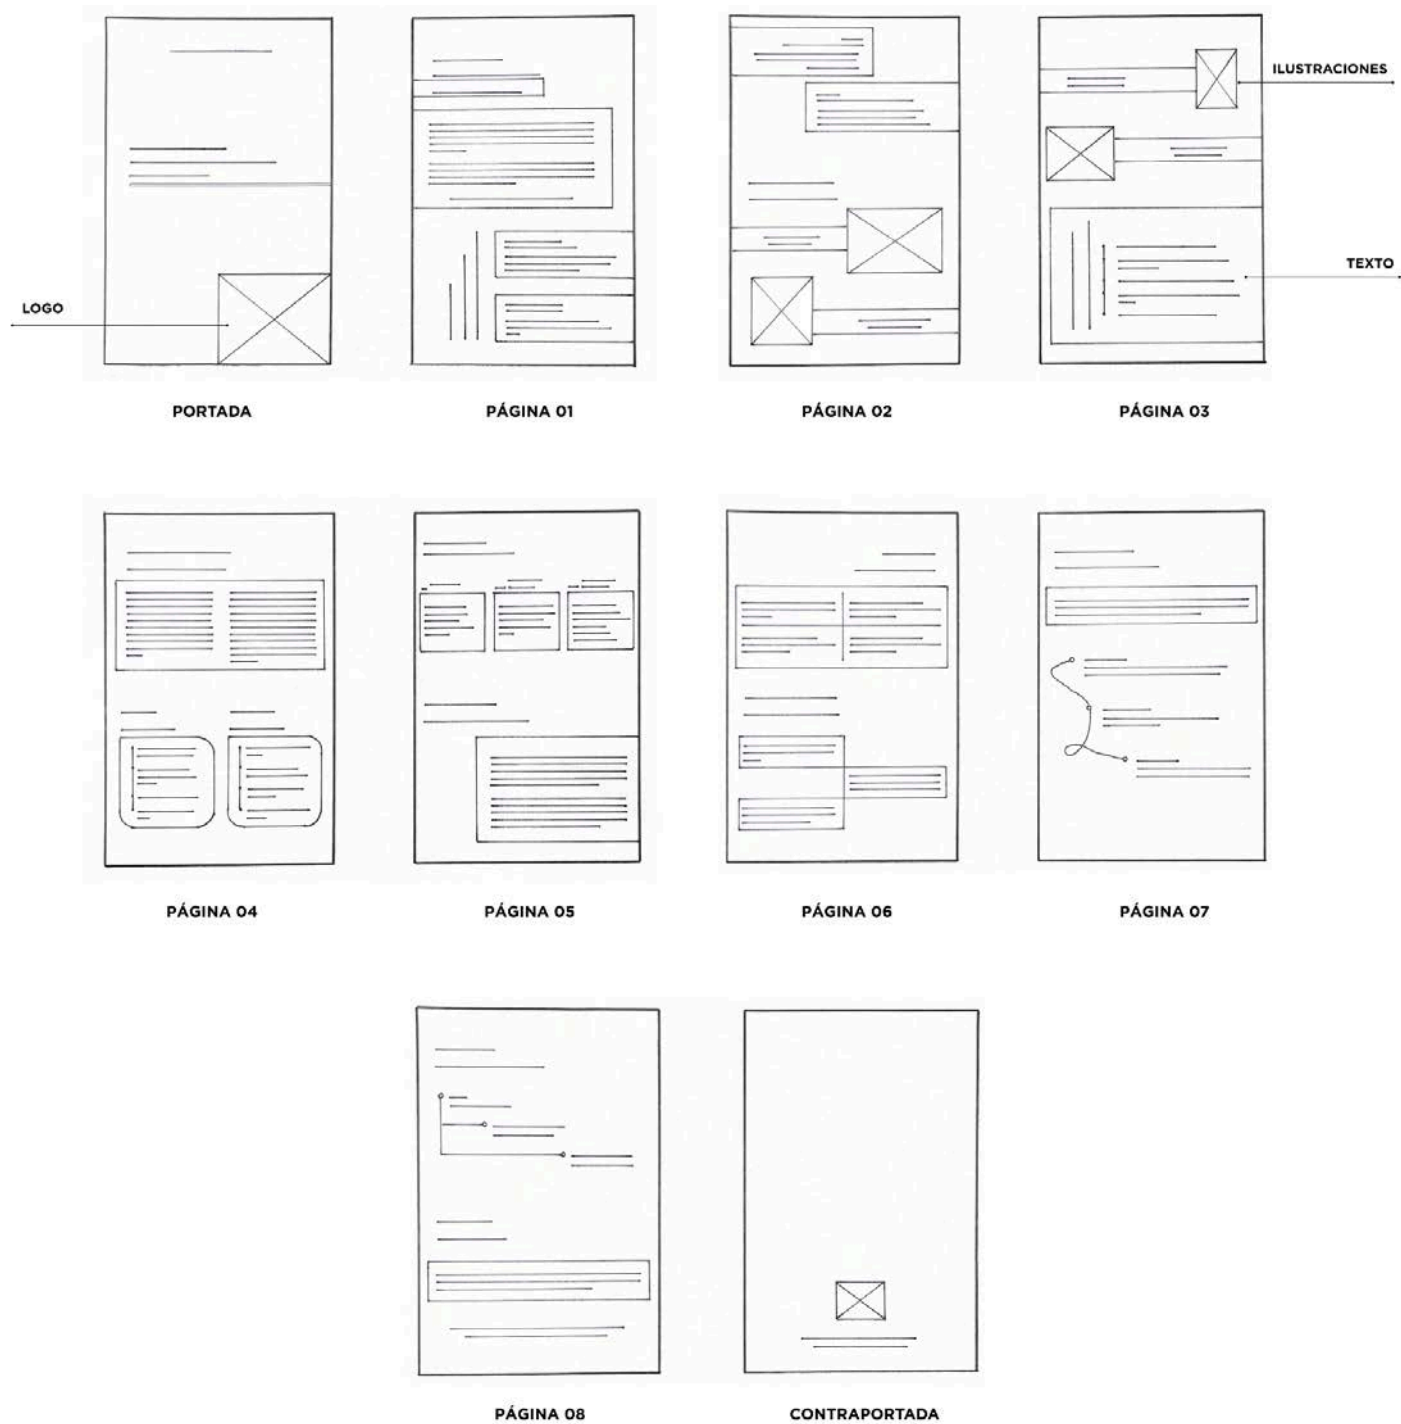 ILUSTRACIONES
TEXTO
LOGO
PORTADA
PÁGINA 01
PÁGINA 02
PÁGINA 03
PÁGINA 04
PÁGINA 05
PÁGINA 06
PÁGINA 07
PÁGINA 08
CONTRAPORTADA